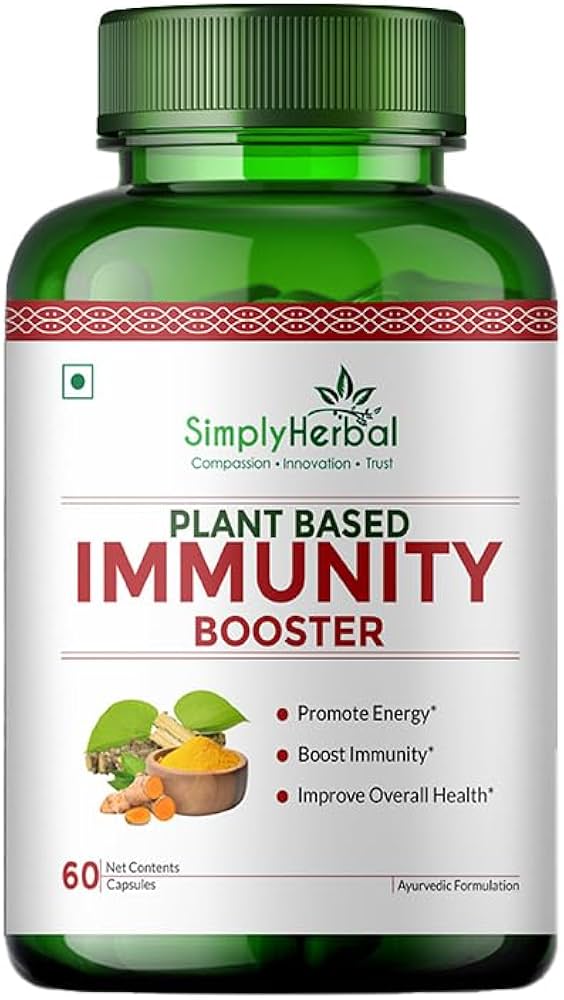 SimplyHerbal
Compassion • Innovation • Trust
PLANT BASED
IMMUNITY
BOOSTER
• Promote Energy*
• Boost Immunity*
• Improve Overall Health*
60 Net Contents
Capsules
Ayurvedic Formulation